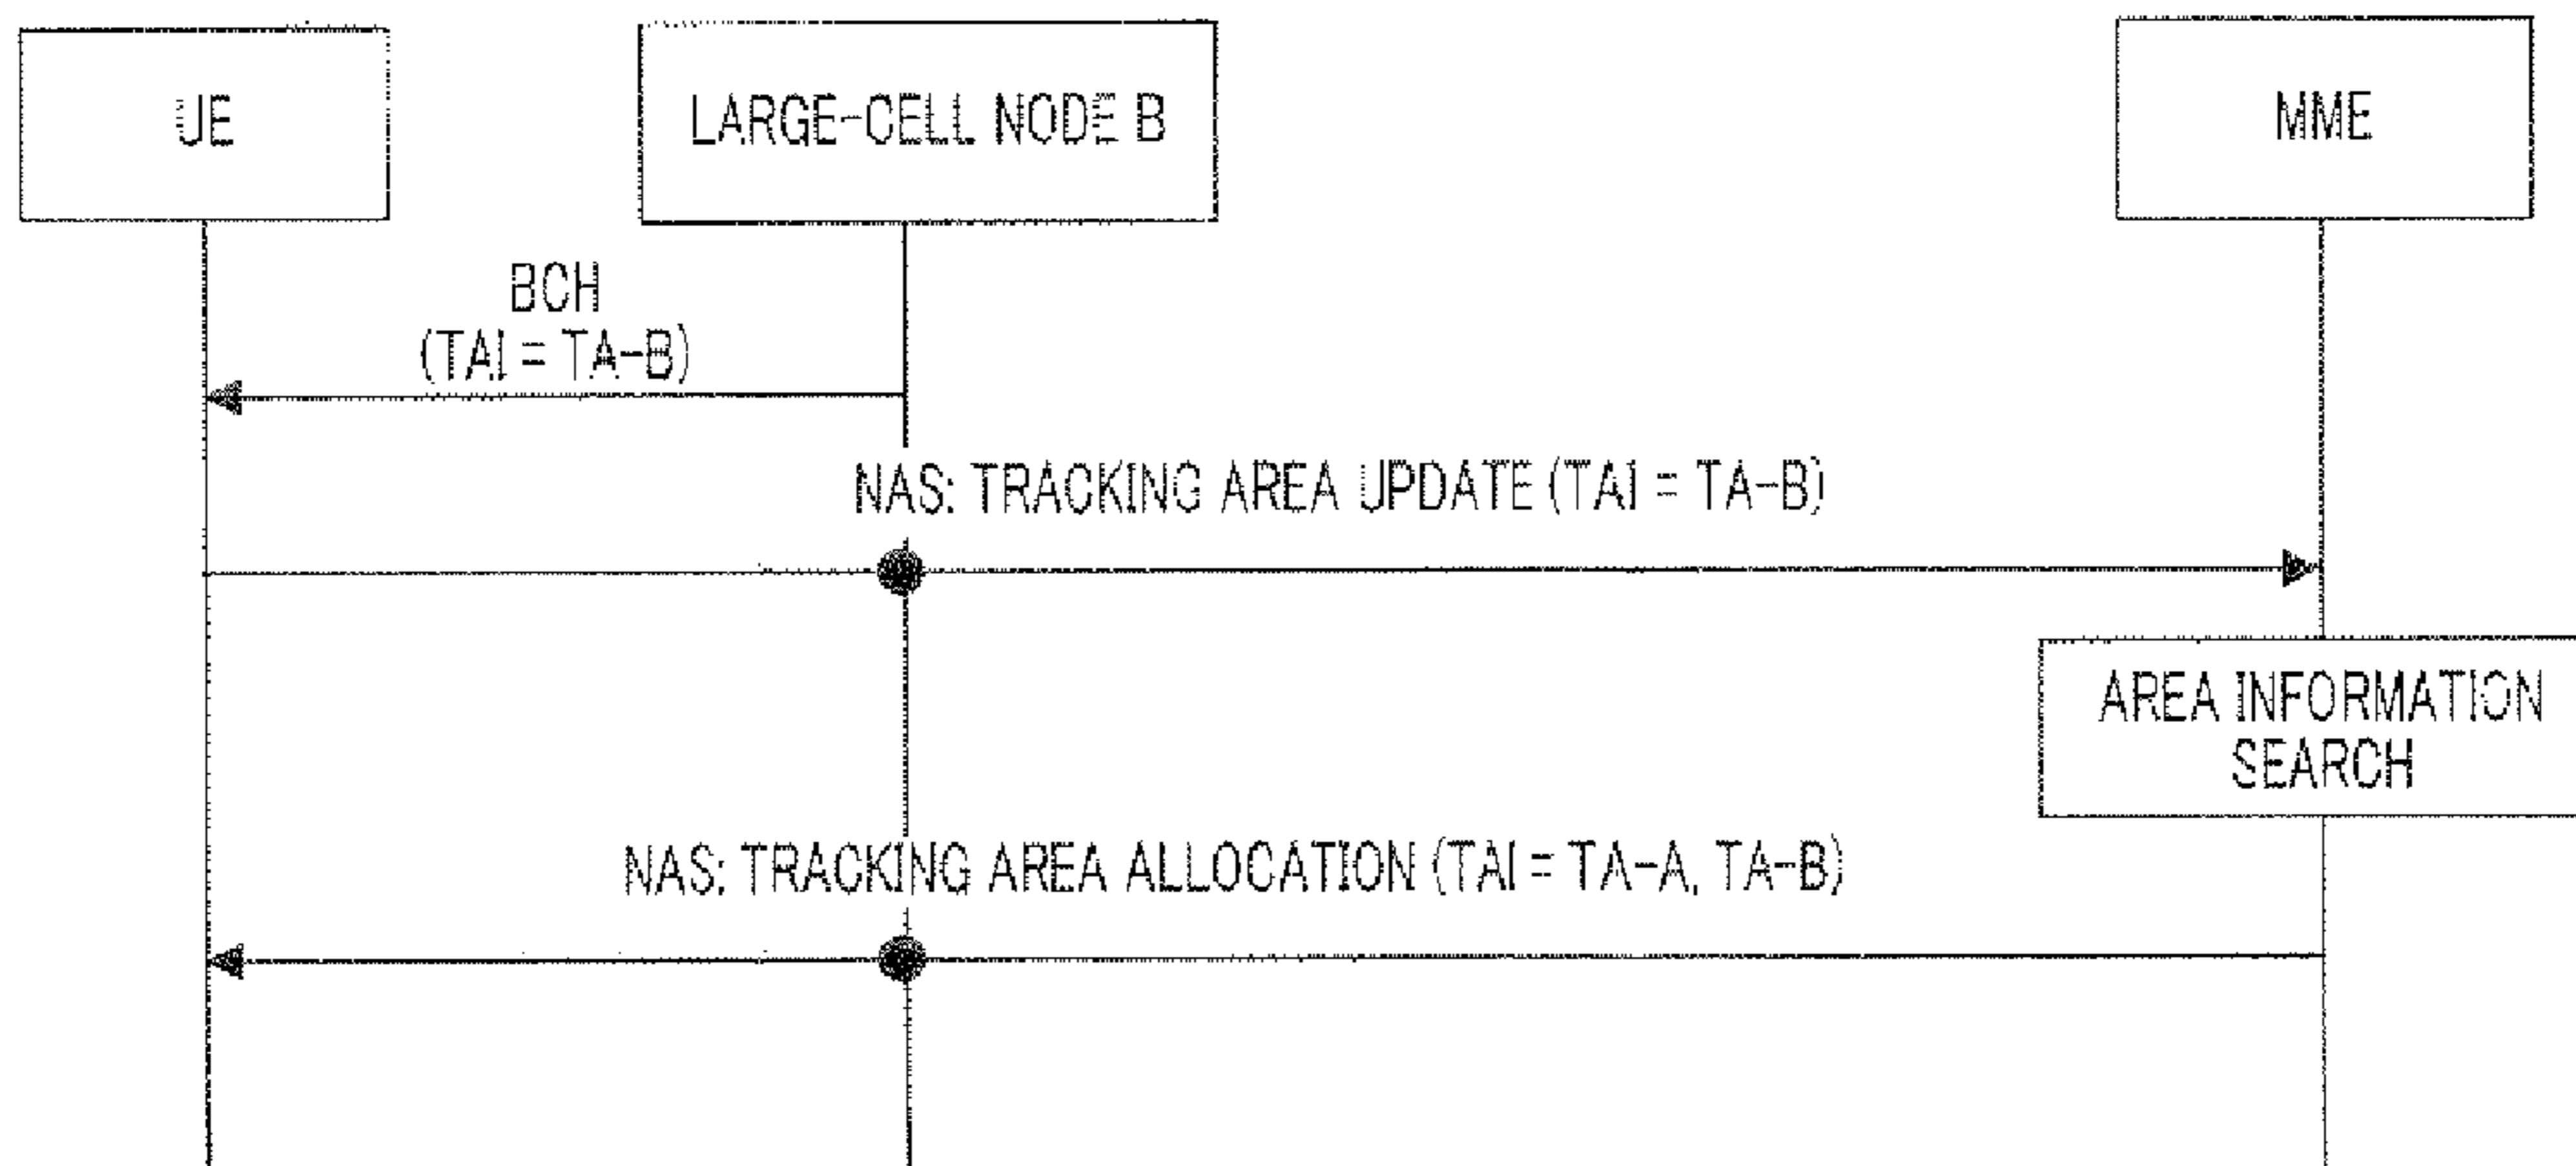 UE
LARGE-CELL NODE B
MME
BCH
(TAI = TA-B)
NAS: TRACKING AREA UPDATE (TAI = TA-B)
AREA INFORMATION
SEARCH
NAS: TRACKING AREA ALLOCATION (TAI = TA-A, TA-B)